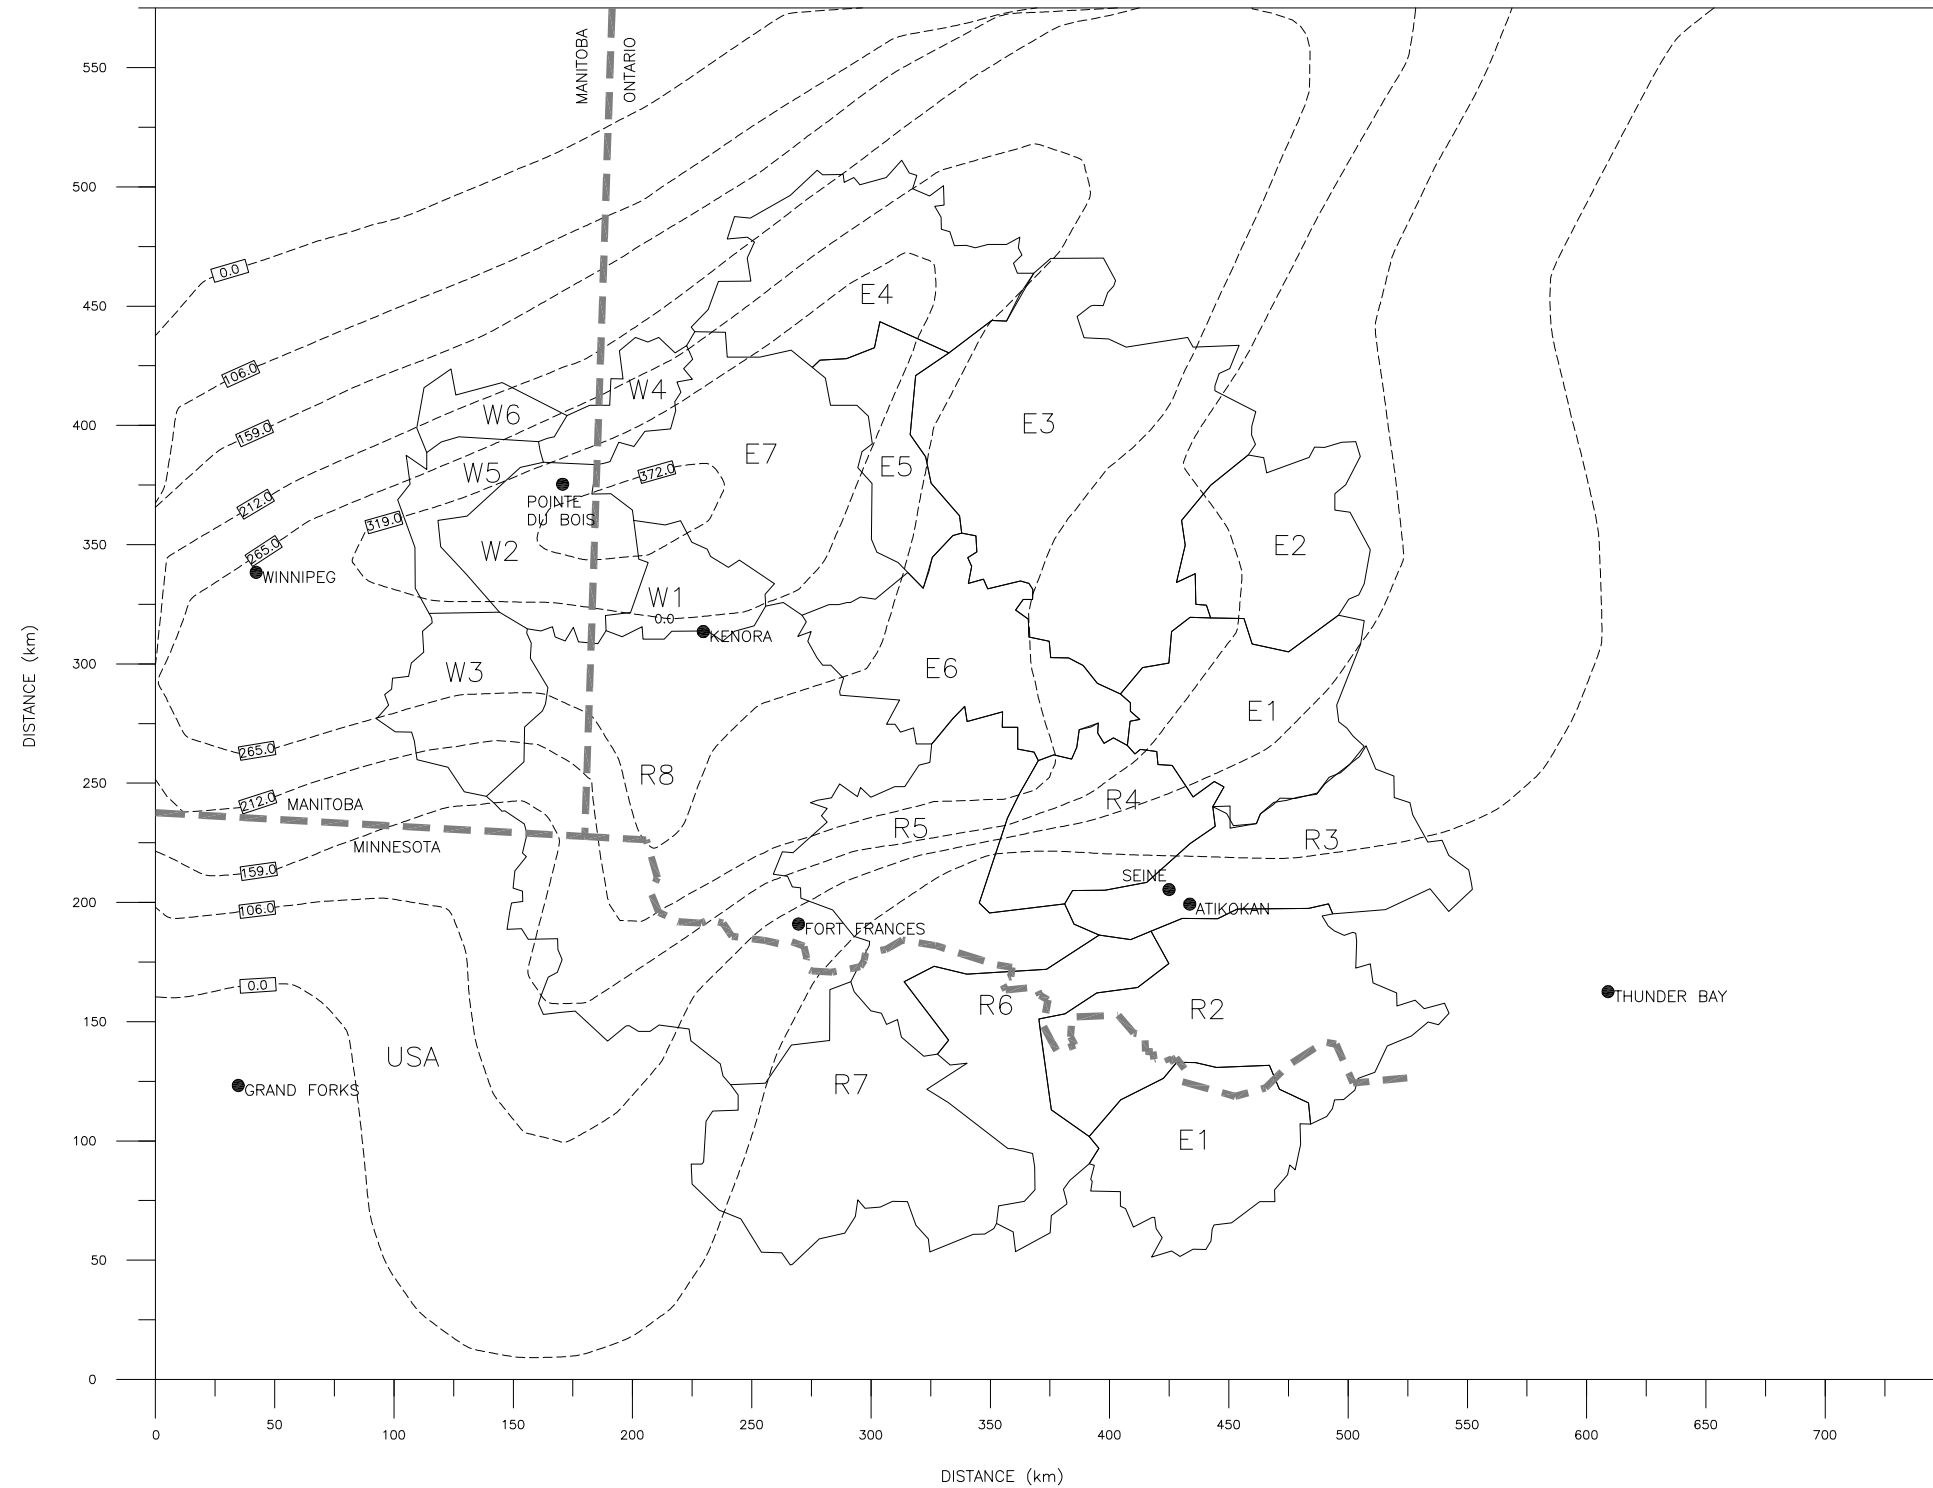 MANITOBA
ONTARIO
550
500
0.0
E4
450
106.0
W4
W6
400
159.0
E3
E7
W5
E5
372.0
POINTE
DU BOIS
212.0
319.0
350
265.0
W2
E2
WINNIPEG
W1
0.0
KENORA
300
W3
E6
E1
DISTANCE (km)
265.0
250
R8
212.0
MANITOBA
R4
R5
R3
MINNESOTA
159.0
SEINE
200
106.0
ATIKOKAN
FORT FRANCES
0.0
THUNDER BAY
R6
R2
150
USA
R7
GRAND FORKS
100
E1
50
0
0
50
100
150
200
250
300
350
400
450
500
550
600
650
700
DISTANCE (km)